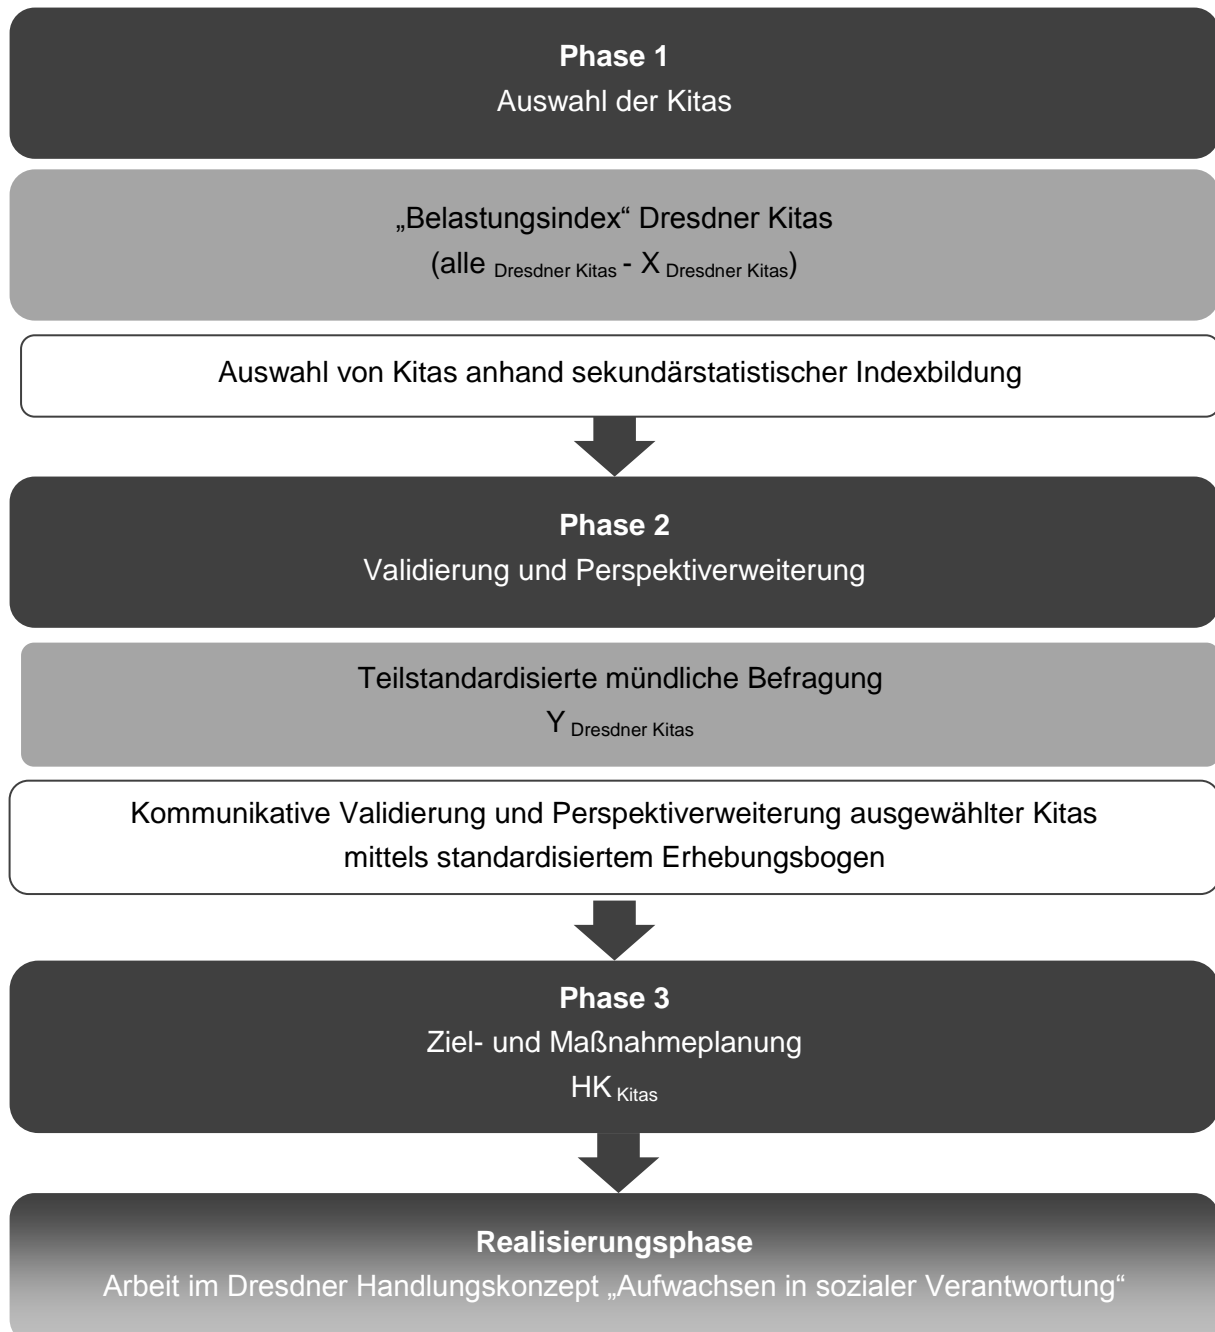 Phase 1
Auswahl der Kitas
„Belastungsindex“ Dresdner Kitas
(alle Dresdner Kitas - X Dresdner Kitas)
Auswahl von Kitas anhand sekundärstatistischer Indexbildung
Phase 2
Validierung und Perspektiverweiterung
Teilstandardisierte mündliche Befragung
Y Dresdner Kitas
Kommunikative Validierung und Perspektiverweiterung ausgewählter Kitas
mittels standardisiertem Erhebungsbogen
Phase 3
Ziel- und Maßnahmeplanung
HK Kitas
Realisierungsphase
Arbeit im Dresdner Handlungskonzept „Aufwachsen in sozialer Verantwortung“